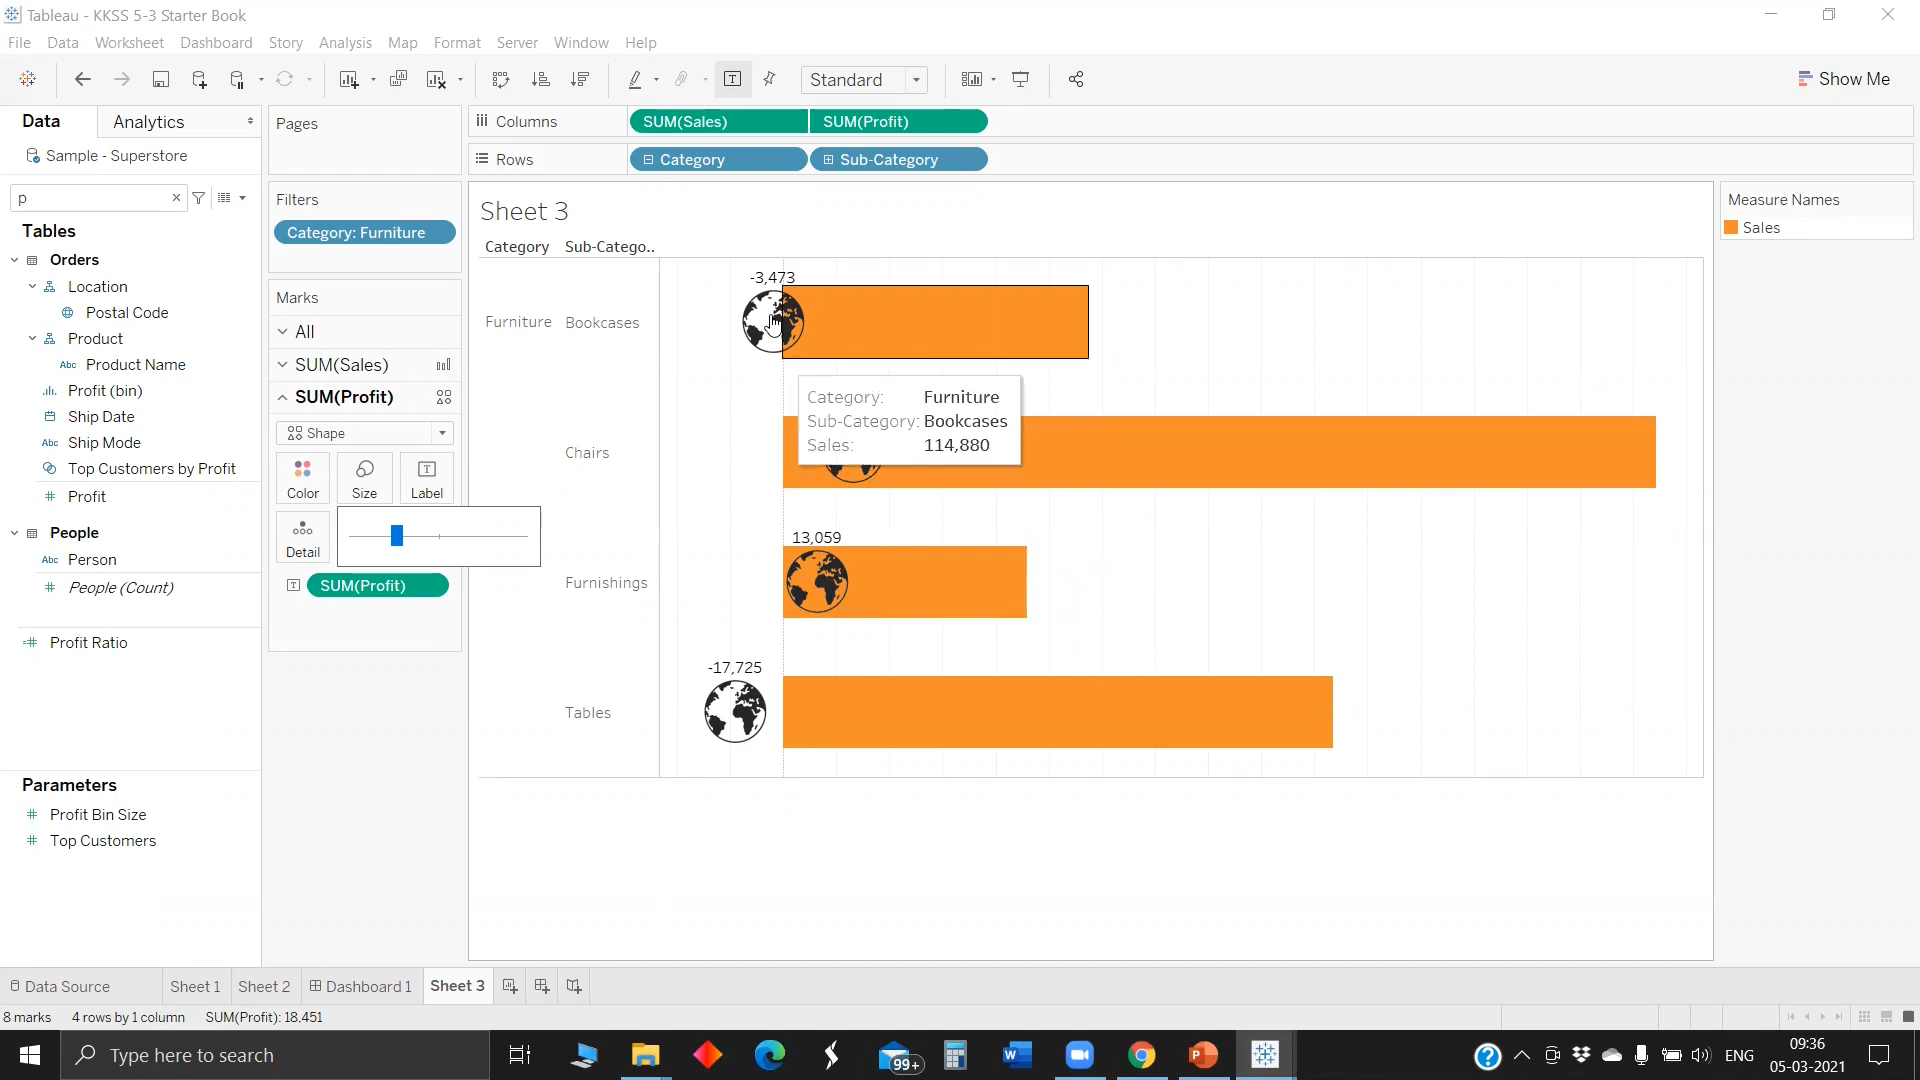 Tableau - KKSS 5-3 Starter Book
File Data Worksheet Dashboard Story Analysis Map Format Server Window Help
Standard
Show Me
Data
Analytics
Sample - Superstore
p
Tables
Orders
Location
Postal Code
Product
Abc Product Name
Profit (bin)
Ship Date
Abc Ship Mode
Top Customers by Profit
# Profit
People
Abc Person
# People (Count)
Profit Ratio
Parameters
# Profit Bin Size
# Top Customers
Pages
Filters
Category: Furniture
Marks
All
SUM(Sales)
SUM(Profit)
Shape
Color
Size
Label
Detail
SUM(Profit)
Columns
SUM(Sales)
SUM(Profit)
Rows
Category
Sub-Category
Sheet 3
Category
Sub-Catego..
Furniture
Bookcases
-3,473
Category: Furniture
Sub-Category: Bookcases
Sales: 114,880
Chairs
13,059
Furnishings
-17,725
Tables
Measure Names
Sales
Data Source
Sheet 1
Sheet 2
Dashboard 1
Sheet 3
8 marks 4 rows by 1 column SUM(Profit): 18,451
Type here to search
99+
ENG
09:36
05-03-2021